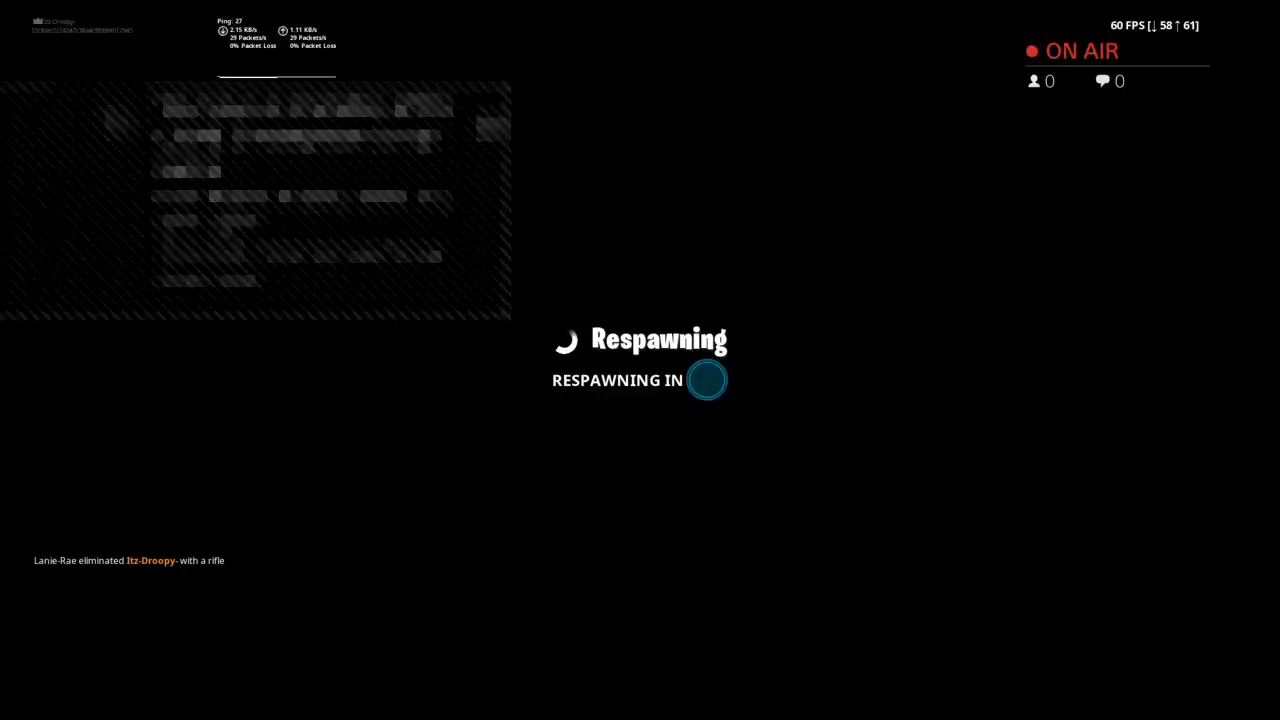 Itz-Droopy-
Ping: 27
2.15 KB/s
29 Packets/s
0% Packet Loss
1.11 KB/s
29 Packets/s
0% Packet Loss
60 FPS [↓ 58 ↑ 61]
ON AIR
0 0
Respawning
RESPAWNING IN
Lanie-Rae eliminated Itz-Droopy- with a rifle